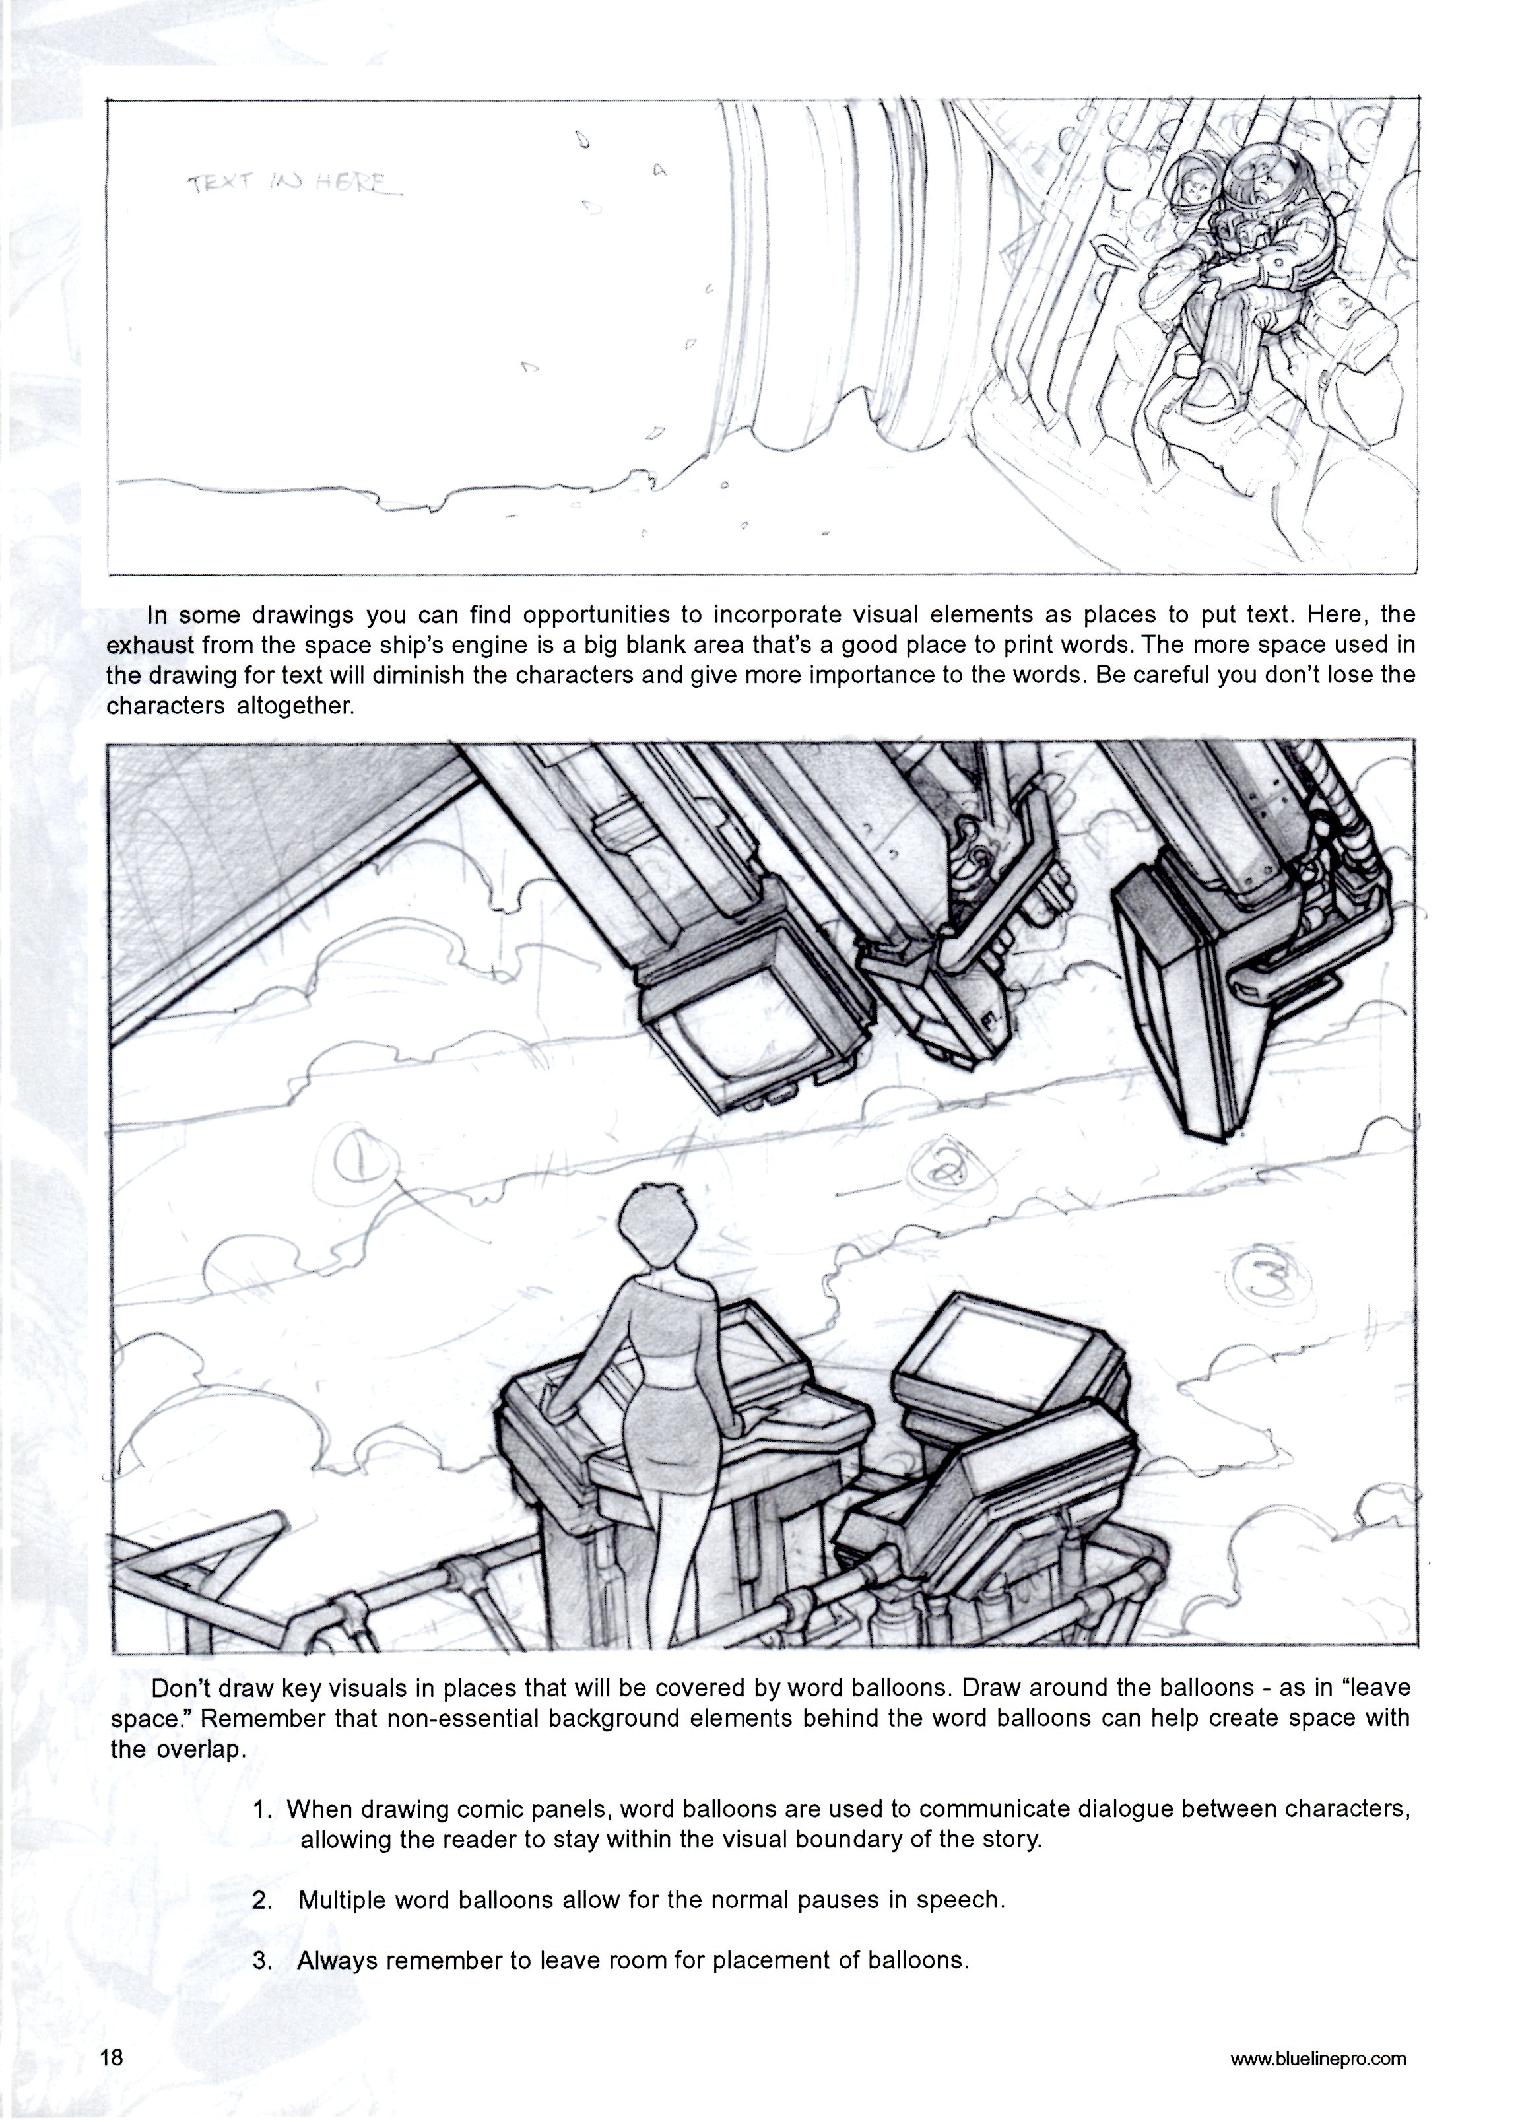 TEXT IN HERE
In some drawings you can find opportunities to incorporate visual elements as places to put text. Here, the
exhaust from the space ship's engine is a big blank area that's a good place to print words. The more space used in
the drawing for text will diminish the characters and give more importance to the words. Be careful you don't lose the
characters altogether.
1
2
3
Don't draw key visuals in places that will be covered by word balloons. Draw around the balloons - as in “leave
space.” Remember that non-essential background elements behind the word balloons can help create space with
the overlap.
1. When drawing comic panels, word balloons are used to communicate dialogue between characters,
allowing the reader to stay within the visual boundary of the story.
2. Multiple word balloons allow for the normal pauses in speech.
3. Always remember to leave room for placement of balloons.
18
www.bluelinepro.com